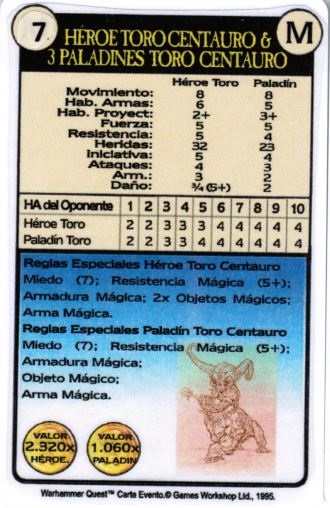 7
HÉROE TORO CENTAURO &
3 PALADINES TORO CENTAURO
M
Héroe Toro Paladín
Movimiento: 8 8
Hab. Armas: 6 5
Hab. Proyect: 2+ 3+
Fuerza: 5 5
Resistencia: 5 4
Heridas: 32 23
Iniciativa: 5 4
Ataques: 4 3
Arm.: 3 2
Daño: ¾ (5+) 2
HA del Oponente 1 2 3 4 5 6 7 8 9 10
Héroe Toro 2 2 3 3 4 4 4 4 4 4
Paladín Toro 2 2 3 3 4 4 4 4 4 4
Reglas Especiales Héroe Toro Centauro
Miedo (7); Resistencia Mágica (5+);
Armadura Mágica; 2x Objetos Mágicos;
Arma Mágica.
Reglas Especiales Paladín Toro Centauro
Miedo (7); Resistencia Mágica (5+);
Armadura Mágica;
Objeto Mágico;
Arma Mágica.
VALOR
2.320x
HÉROE.
VALOR
1.060x
PALADIN
Warhammer Quest™ Carta Evento.© Games Workshop Ltd., 1995.